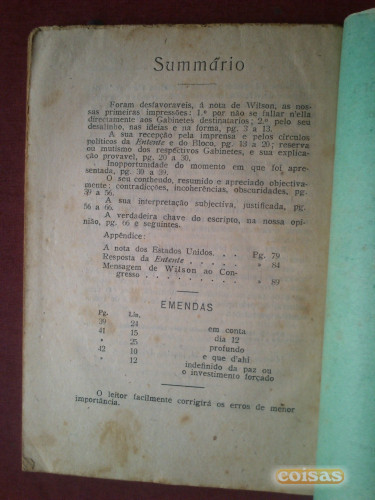 Summário
Foram desfavoraveis, á nota de Wilson, as nos-
sas primeiras impressões: 1.º por não se fallar n'ella
directamente aos Gabinetes destinatarios; 2.º pelo seu
desalinho, nas ideias e na forma, pg. 3 a 13.
A sua recepção pela imprensa e pelos circulos
politicos da Entente e do Bloco, pg. 13 a 20; reserva
ou mutismo dos respectivos Gabinetes, e sua explica-
ção provavel, pg. 20 a 30.
Inopportunidade do momento em que foi apre-
sentada, pg. 30 a 39.
O seu contheudo, resumido e apreciado objectiva-
mente: contradicções, incoherências, obscuridades, pg.
39 a 56.
A sua interpretação subjectiva, justificada, pg.
56 a 66.
A verdadeira chave do escripto, ua nossa opi-
nião, pg. 66 e seguintes.
Appéndice:
A nota dos Estados Unidos. . . . Pg. 79
Resposta da Entente . . . . . » 84
Mensagem de Wilson ao Con-
gresso . . . . . . . . » 89
EMENDAS
Pg. Lin.
39 24 em conta
41 15 dia 12
» 25 profundo
42 10 e que d'ahi
» 12 indefinido da paz ou
o investimento forçado
O leitor facilmente corrigirá os erros de menor
importância.
coisas